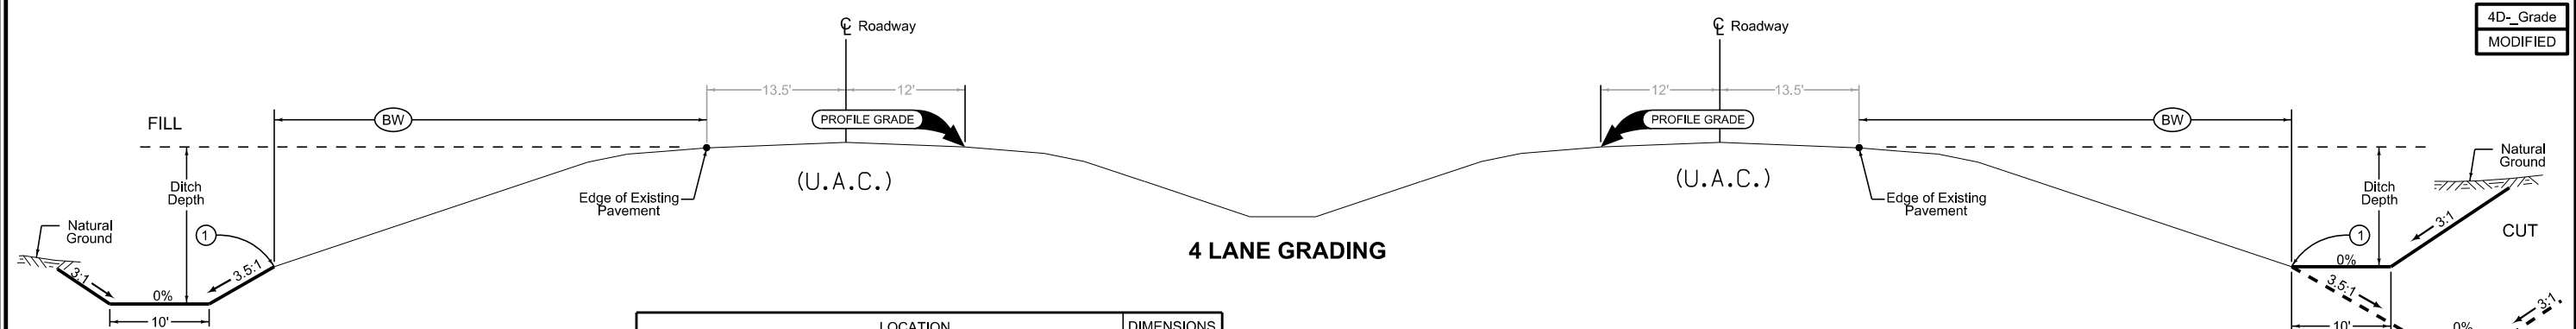 4D-_Grade
MODIFIED
℄ Roadway
℄ Roadway
13.5'
12'
12'
13.5'
FILL
BW
PROFILE GRADE
PROFILE GRADE
BW
Natural
Ground
(U.A.C.)
(U.A.C.)
Ditch
Depth
Edge of Existing
Pavement
Edge of Existing
Pavement
Ditch
Depth
Natural
Ground
1
3:1
0%
3.5:1
10'
4 LANE GRADING
1
3:1
CUT
0%
3.5:1
10'
0%
3:1
LOCATION
DIMENSIONS